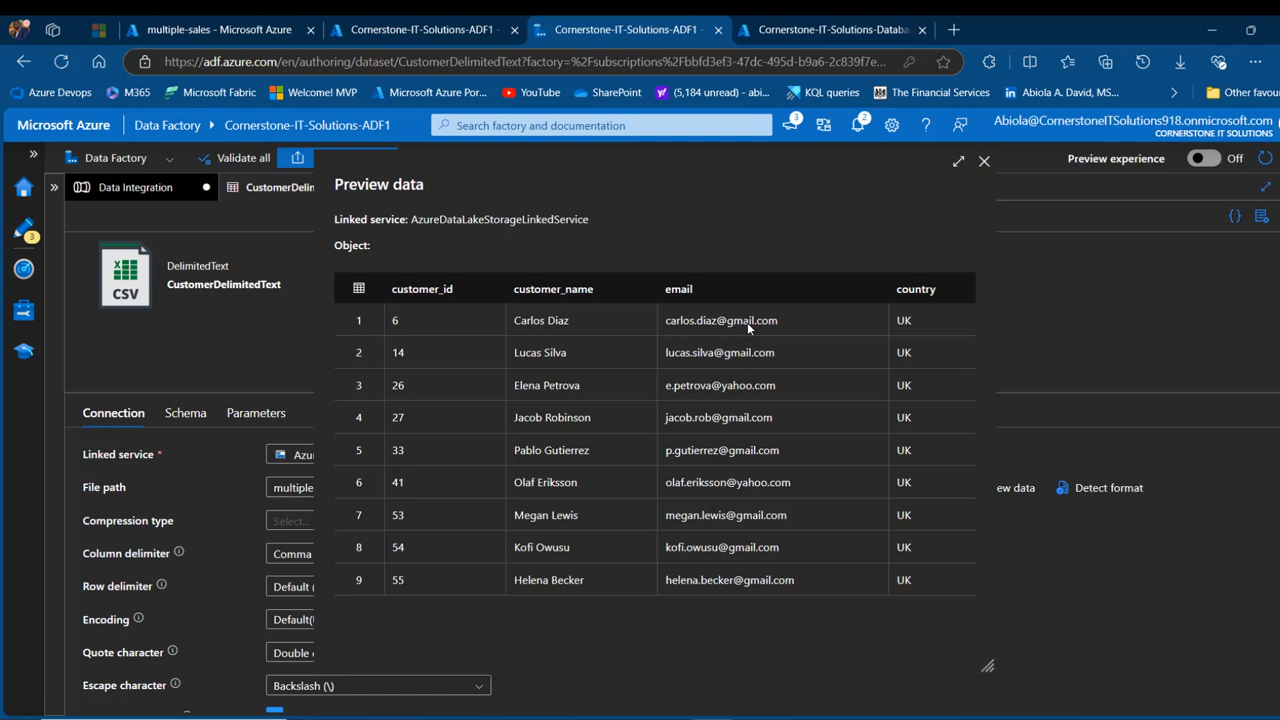 multiple-sales - Microsoft Azure
Cornerstone-IT-Solutions-ADF1 -
Cornerstone-IT-Solutions-ADF1 -
Cornerstone-IT-Solutions-Databa
https://adf.azure.com/en/authoring/dataset/CustomerDelimitedText?factory=%2Fsubscriptions%2Fbbfd3ef3-47dc-495d-b9a6-2c839f7e...
Azure Devops
M365
Microsoft Fabric
Welcome! MVP
Microsoft Azure Por...
YouTube
SharePoint
(5,184 unread) - abi...
KQL queries
The Financial Services
Abiola A. David, MS...
Other favou
Microsoft Azure
Data Factory
Cornerstone-IT-Solutions-ADF1
Search factory and documentation
3
2
Abiola@CornerstoneITSolutions918.onmicrosoft.com
CORNERSTONE IT SOLUTIONS
Data Factory
Validate all
Preview experience
Off
Data Integration
CustomerDelim
3
CSV
DelimitedText
CustomerDelimitedText
Preview data
Linked service: AzureDataLakeStorageLinkedService
Object:
customer_id customer_name email country
1 6 Carlos Diaz carlos.diaz@gmail.com UK
2 14 Lucas Silva lucas.silva@gmail.com UK
3 26 Elena Petrova e.petrova@yahoo.com UK
4 27 Jacob Robinson jacob.rob@gmail.com UK
5 33 Pablo Gutierrez p.gutierrez@gmail.com UK
6 41 Olaf Eriksson olaf.eriksson@yahoo.com UK
7 53 Megan Lewis megan.lewis@gmail.com UK
8 54 Kofi Owusu kofi.owusu@gmail.com UK
9 55 Helena Becker helena.becker@gmail.com UK
Connection
Schema
Parameters
Linked service *
Azu
File path
multiple
ew data
Detect format
Compression type
Select...
Column delimiter
Comma
Row delimiter
Default (
Encoding
Default(
Quote character
Double
Escape character
Backslash (\)